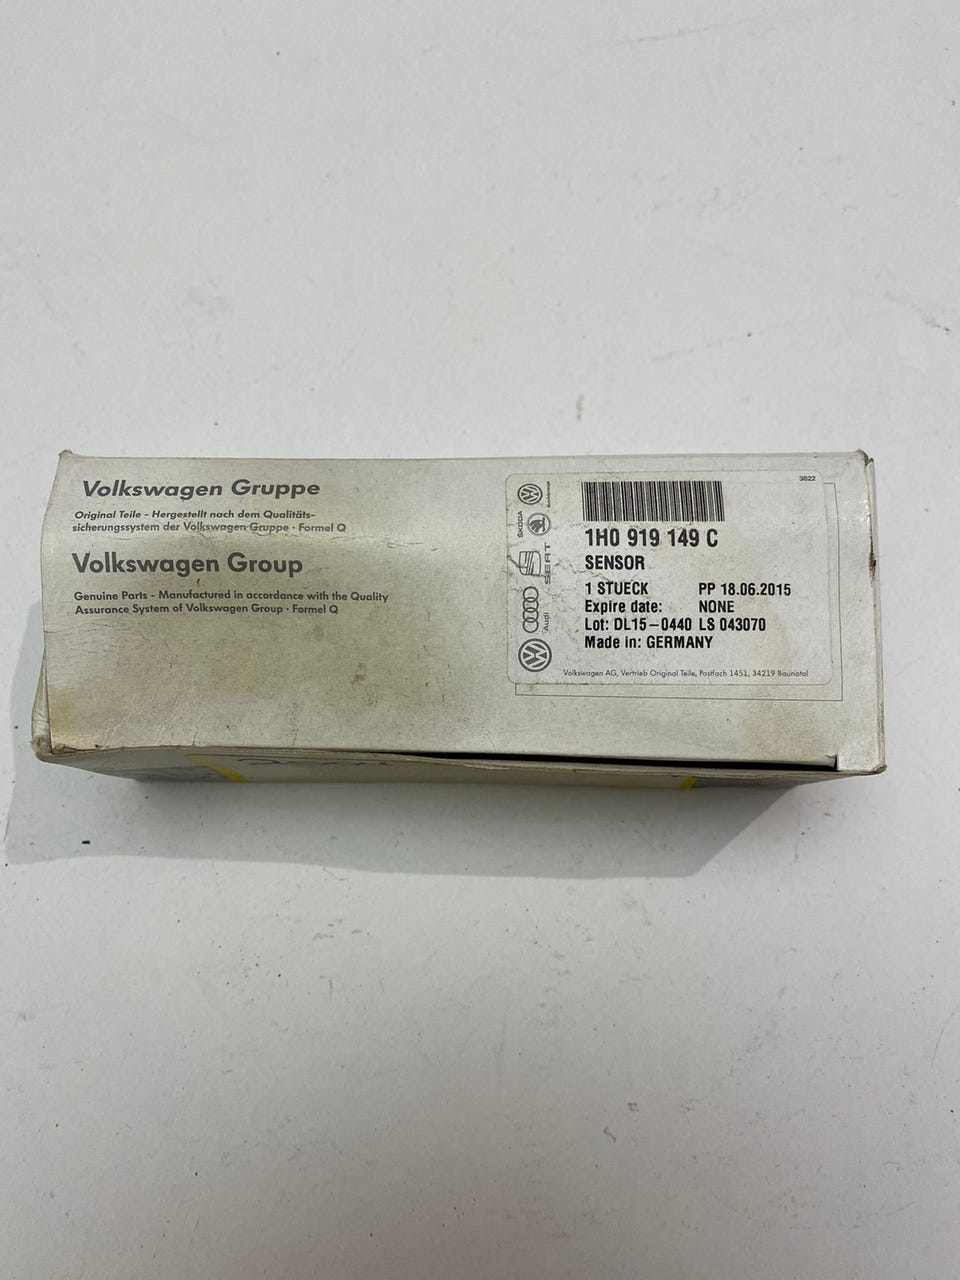 Volkswagen Gruppe
Original Teile - Hergestellt nach dem Qualitäts-
sicherungssystem der Volkswagen Gruppe · Formel Q
Volkswagen Group
Genuine Parts - Manufactured in accordance with the Quality
Assurance System of Volkswagen Group · Formel Q
3822
SKODA
SEAT
Audi
1H0 919 149 C
SENSOR
1 STUECK PP 18.06.2015
Expire date: NONE
Lot: DL15-0440 LS 043070
Made in: GERMANY
Volkswagen AG, Vertrieb Original Teile, Postfach 1451, 34219 Baunatal